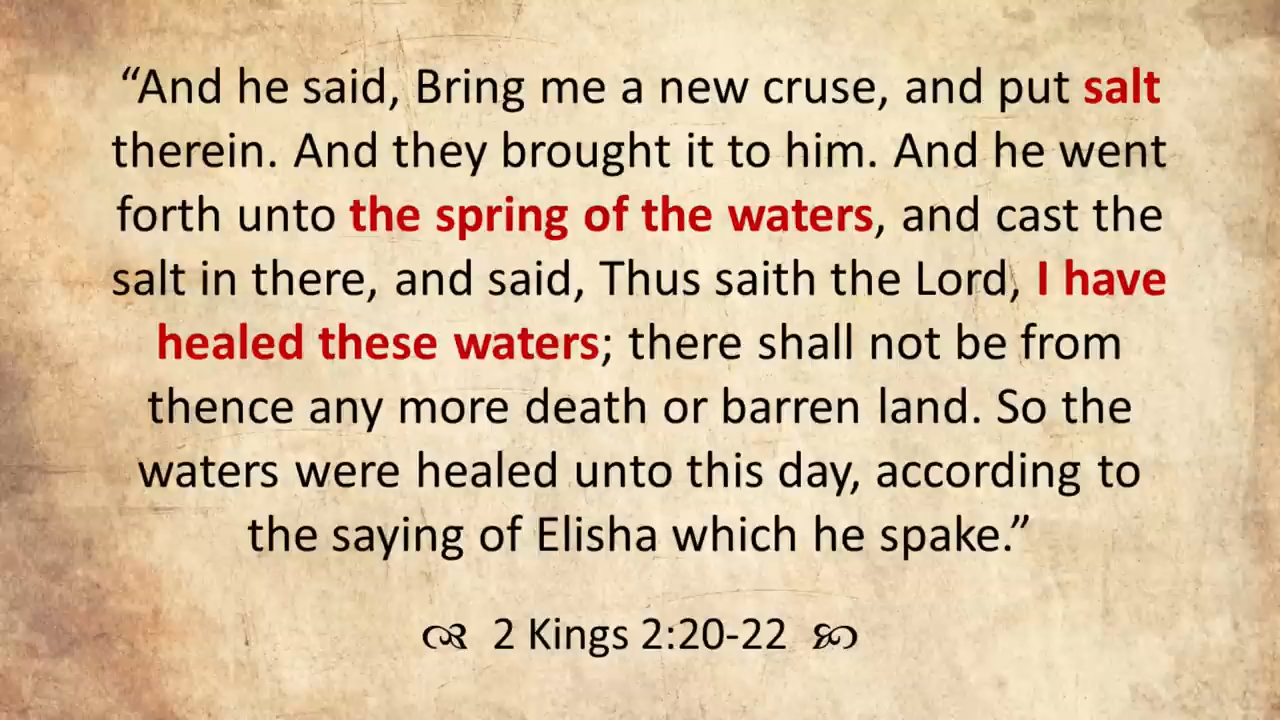 “And he said, Bring me a new cruse, and put salt
therein. And they brought it to him. And he went
forth unto the spring of the waters, and cast the
salt in there, and said, Thus saith the Lord, I have
healed these waters; there shall not be from
thence any more death or barren land. So the
waters were healed unto this day, according to
the saying of Elisha which he spake.”
2 Kings 2:20-22